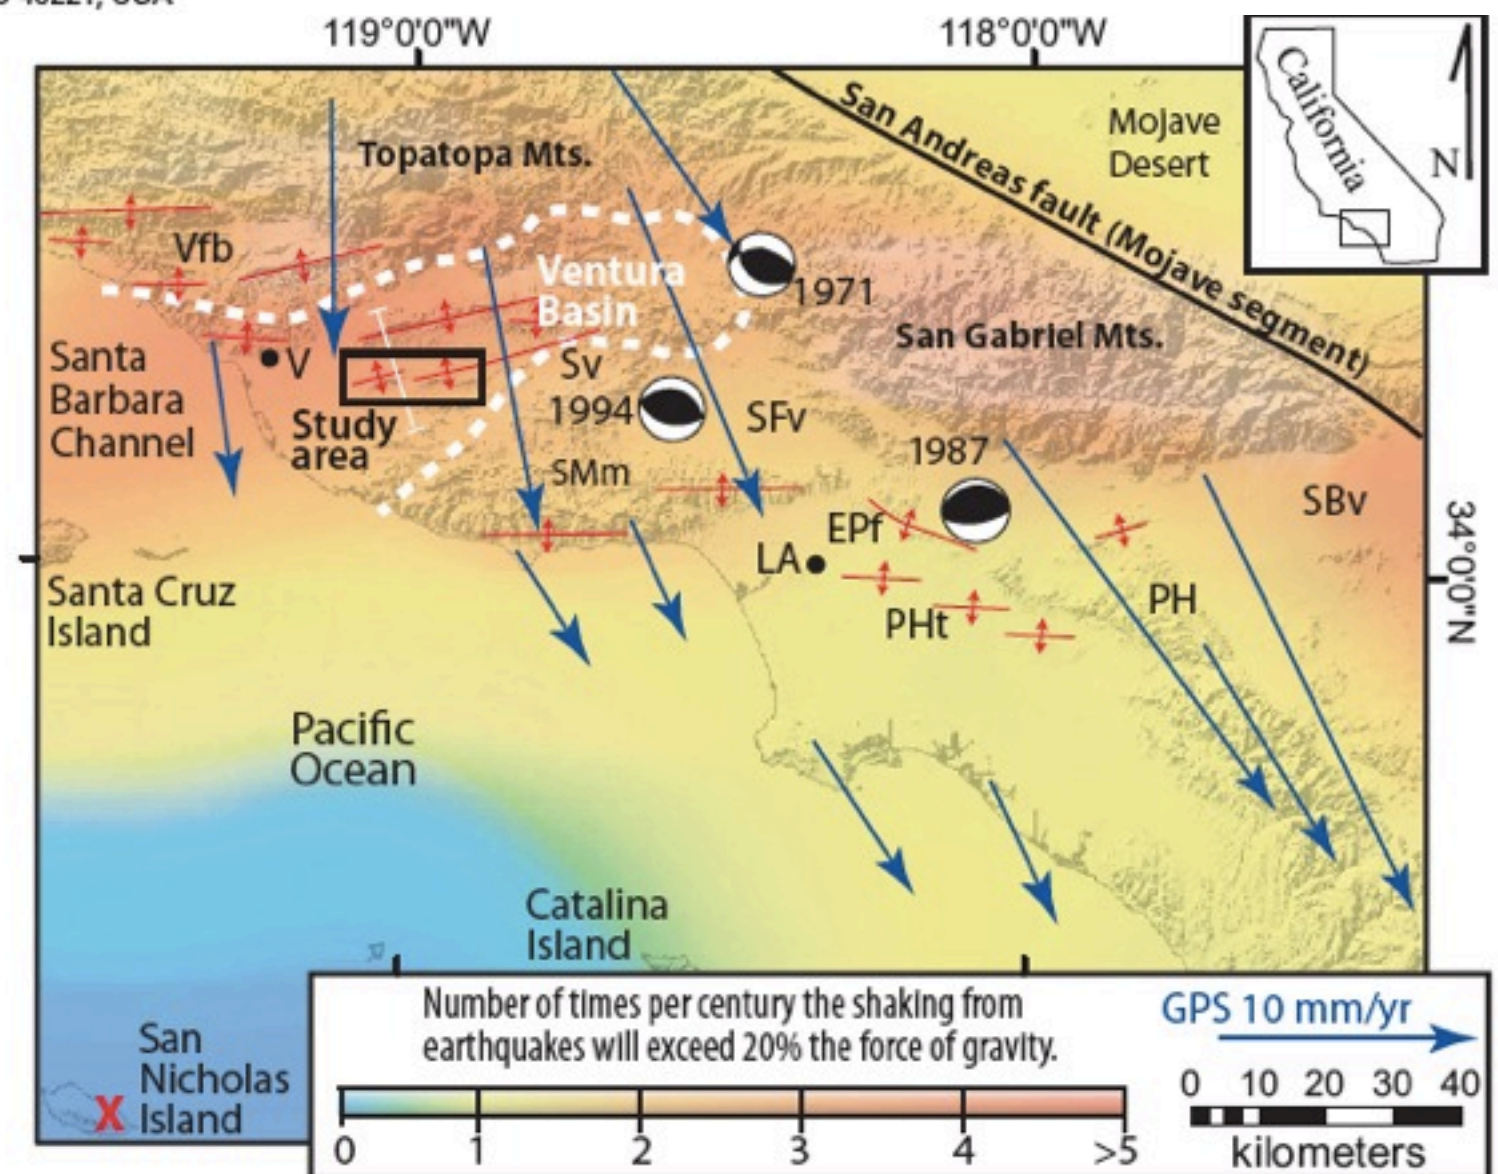 119°0'0"W
118°0'0"W
California
N
San Andreas fault (Mojave segment)
Mojave
Desert
Topatopa Mts.
Vfb
Ventura
Basin
1971
San Gabriel Mts.
Santa
Barbara
Channel
V
Sv
1994
SFv
Study
area
SMm
1987
SBv
EPf
LA
34°0'0"N
Santa Cruz
Island
PHt
PH
Pacific
Ocean
Catalina
Island
San
Nicholas
X Island
Number of times per century the shaking from
earthquakes will exceed 20% the force of gravity.
0 1 2 3 4 >5
GPS 10 mm/yr
0 10 20 30 40
kilometers